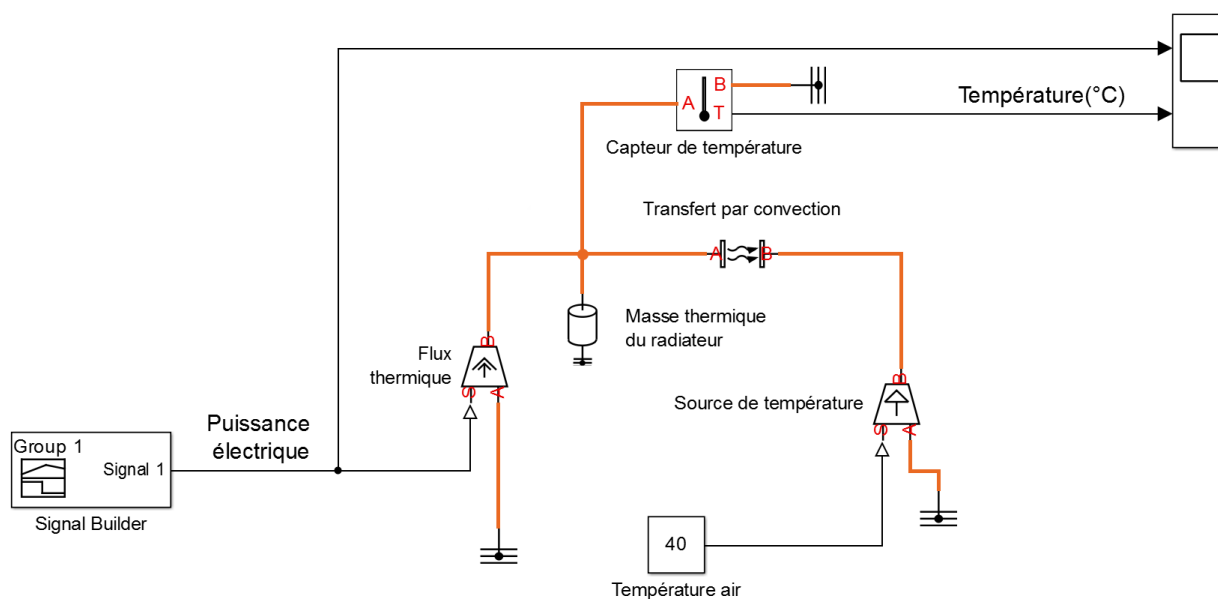 B
A
T
Température(°C)
Capteur de température
Transfert par convection
A
B
Masse thermique
du radiateur
B
Flux
thermique
S
A
B
Source de température
S
A
Puissance
électrique
Group 1
Signal 1
Signal Builder
40
Température air